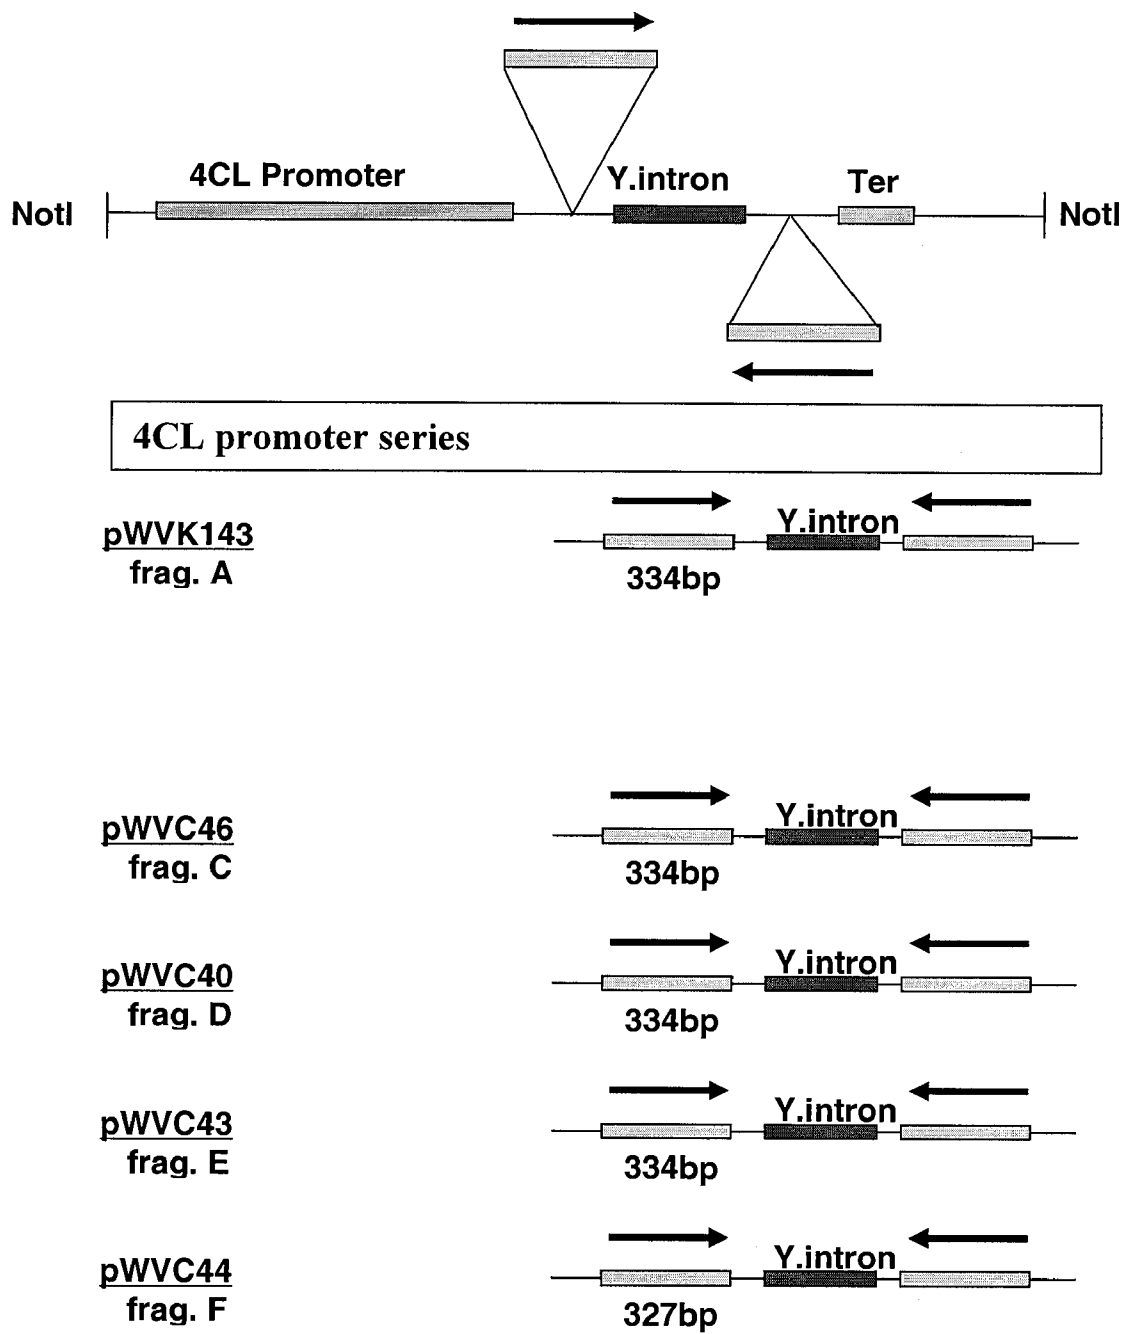 4CL Promoter
Y.intron
Ter
NotI
NotI
4CL promoter series
pWVK143
frag. A
Y.intron
334bp
pWVC46
frag. C
Y.intron
334bp
pWVC40
frag. D
Y.intron
334bp
pWVC43
frag. E
Y.intron
334bp
pWVC44
frag. F
Y.intron
327bp